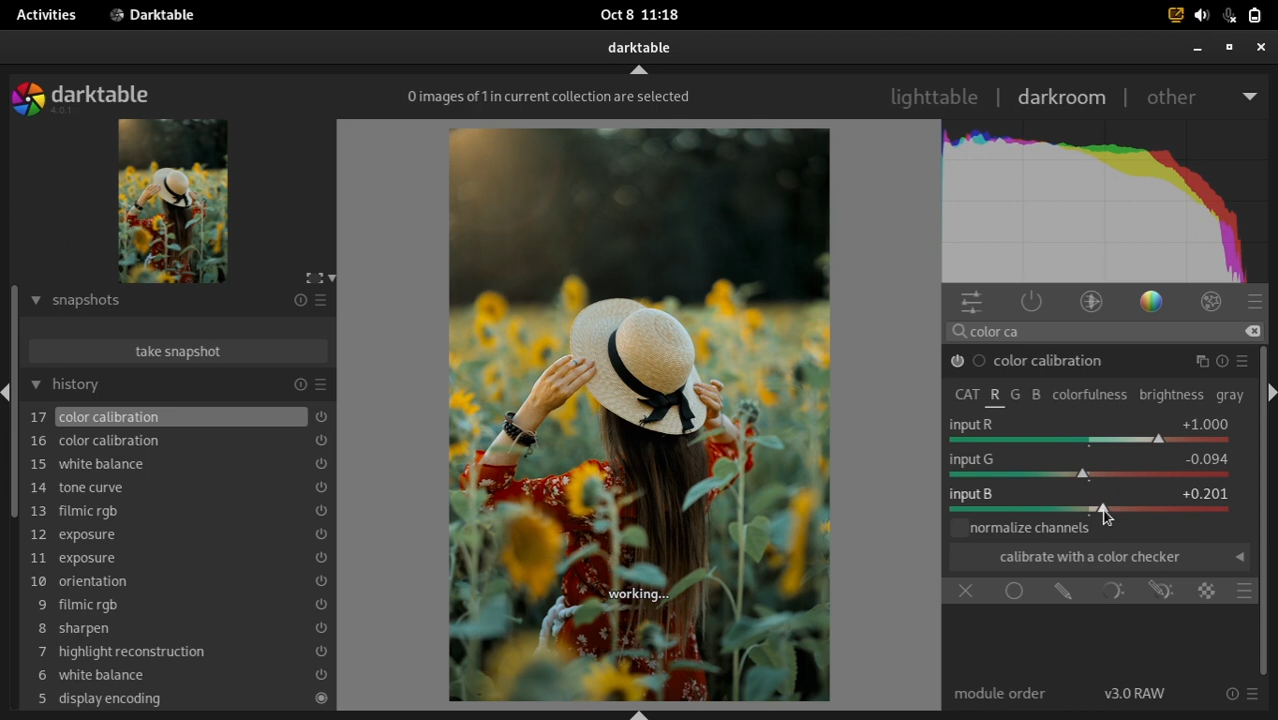 Activities
Darktable
Oct 8 11:18
darktable
darktable
4.0.1
0 images of 1 in current collection are selected
lighttable | darkroom | other
snapshots
take snapshot
history
17 color calibration
16 color calibration
15 white balance
14 tone curve
13 filmic rgb
12 exposure
11 exposure
10 orientation
9 filmic rgb
8 sharpen
7 highlight reconstruction
6 white balance
5 display encoding
working...
color ca
color calibration
CAT R G B colorfulness brightness gray
input R +1.000
input G -0.094
input B +0.201
normalize channels
calibrate with a color checker
module order v3.0 RAW